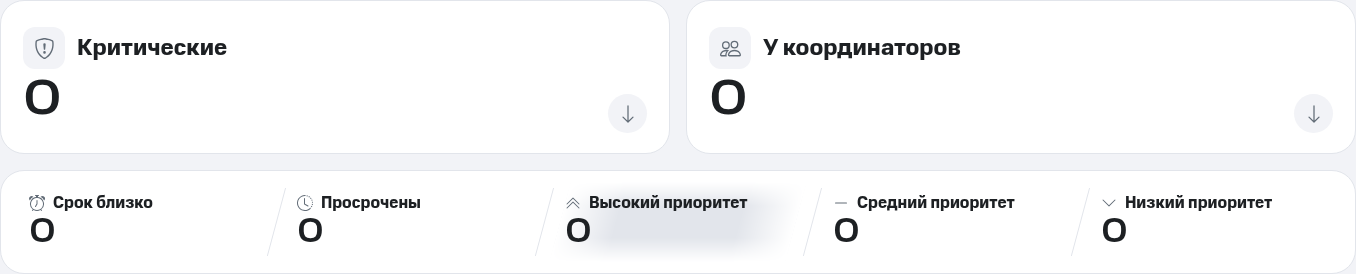 Критические
0
У координаторов
0
Срок близко
0
Просрочены
0
Высокий приоритет
0
Средний приоритет
0
Низкий приоритет
0